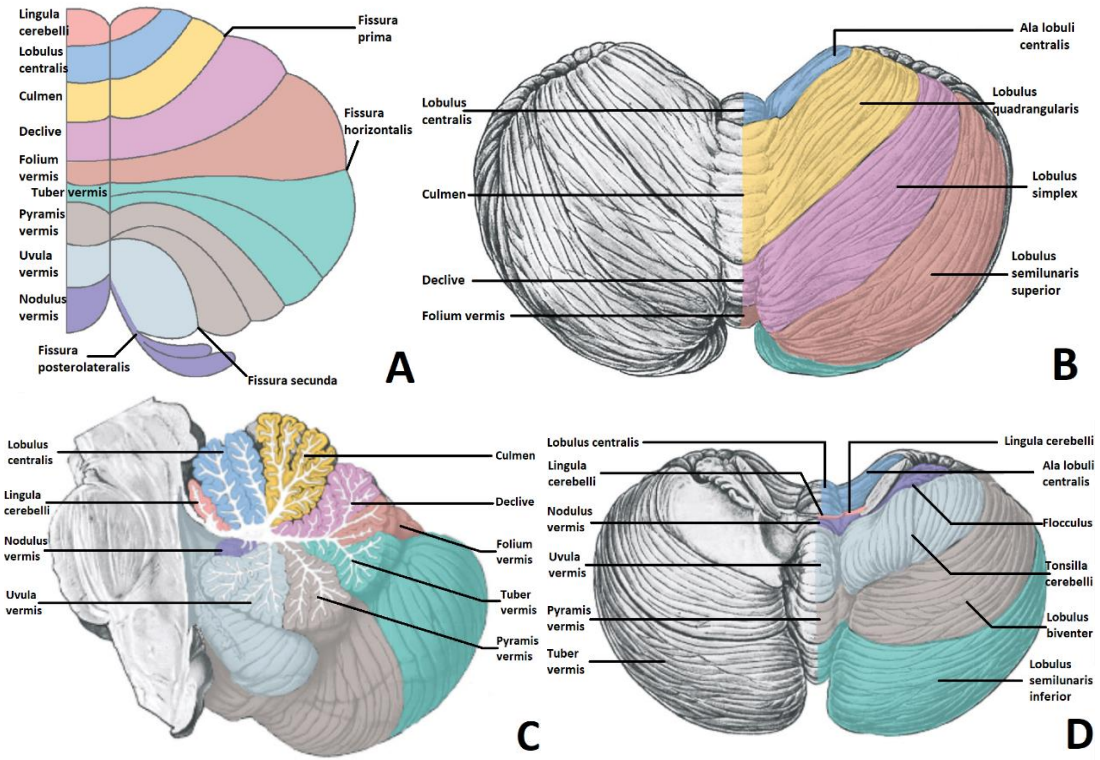 Lingula
cerebelli
Lobulus
centralis
Culmen
Declive
Folium
vermis
Tuber vermis
Pyramis
vermis
Uvula
vermis
Nodulus
vermis
Fissura
posterolateralis
Fissura
prima
Fissura
horizontalis
Fissura secunda
A
Lobulus
centralis
Culmen
Declive
Folium vermis
Ala lobuli
centralis
Lobulus
quadrangularis
Lobulus
simplex
Lobulus
semilunaris
superior
B
Lobulus
centralis
Lingula
cerebelli
Nodulus
vermis
Uvula
vermis
Culmen
Declive
Folium
vermis
Tuber
vermis
Pyramis
vermis
C
Lobulus centralis
Lingula
cerebelli
Nodulus
vermis
Uvula
vermis
Pyramis
vermis
Tuber
vermis
Lingula cerebelli
Ala lobuli
centralis
Flocculus
Tonsilla
cerebelli
Lobulus
biventer
Lobulus
semilunaris
inferior
D